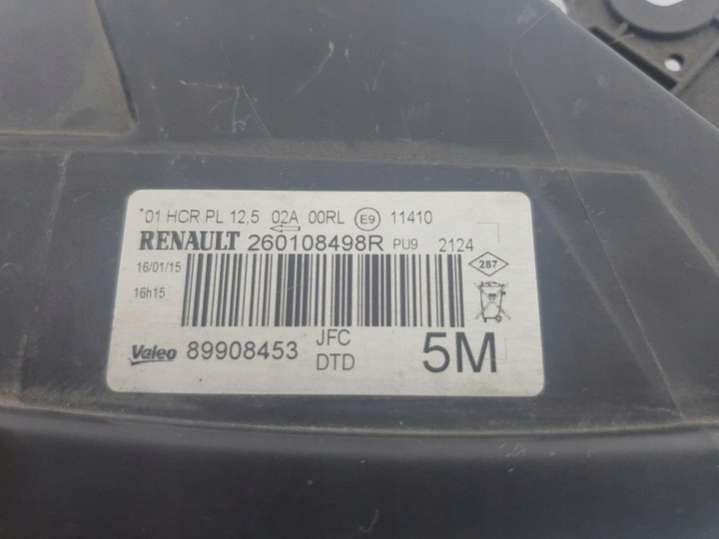 *01 HCR PL 12,5 02A 00RL E9 11410
RENAULT 260108498R PU9 2124
16/01/15
287
16h15
Valeo 89908453 JFC
DTD
5M